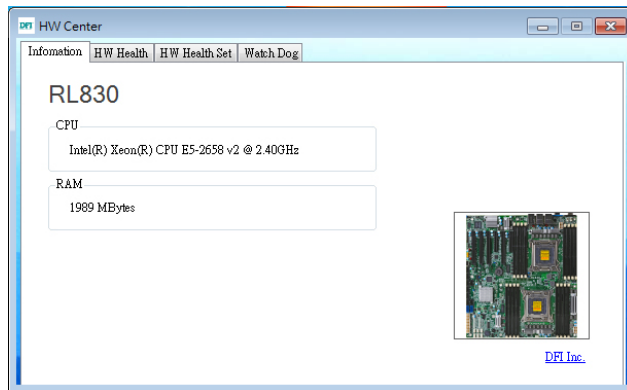 DFI HW Center
Infomation HW Health HW Health Set Watch Dog
RL830
CPU
Intel(R) Xeon(R) CPU E5-2658 v2 @ 2.40GHz
RAM
1989 MBytes
DFI Inc.